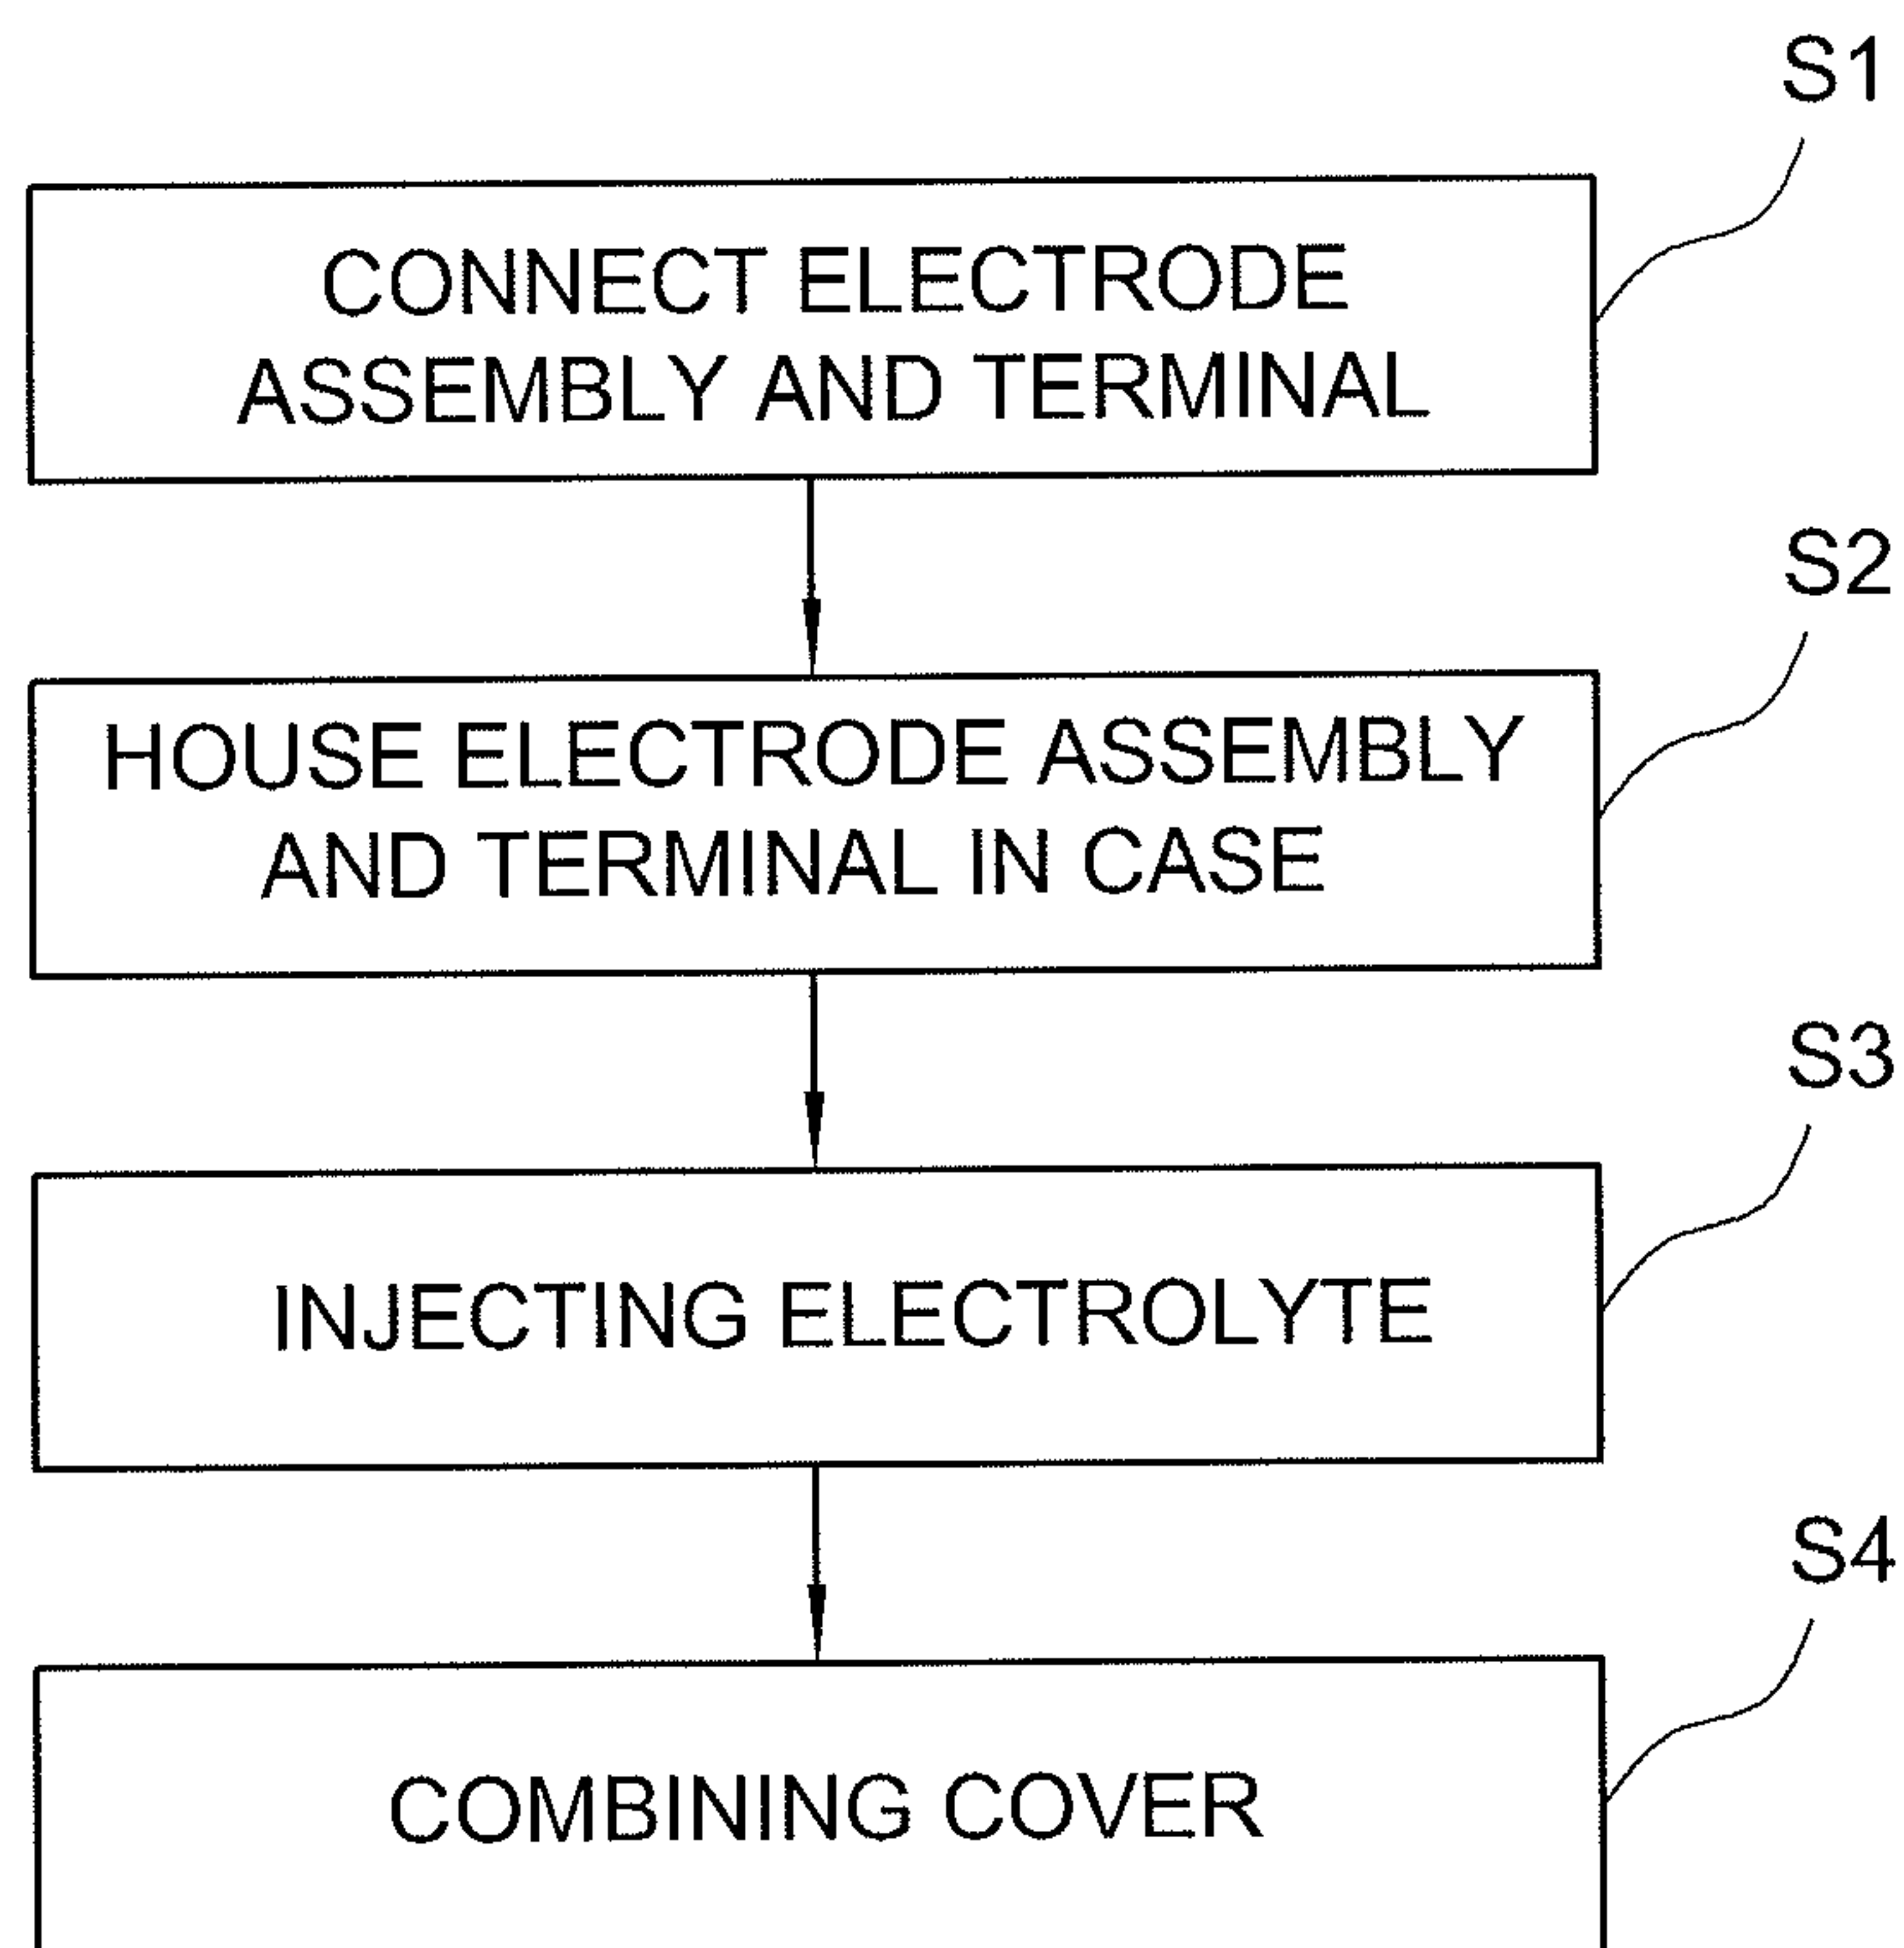 S1
CONNECT ELECTRODE
ASSEMBLY AND TERMINAL
S2
HOUSE ELECTRODE ASSEMBLY
AND TERMINAL IN CASE
S3
INJECTING ELECTROLYTE
S4
COMBINING COVER